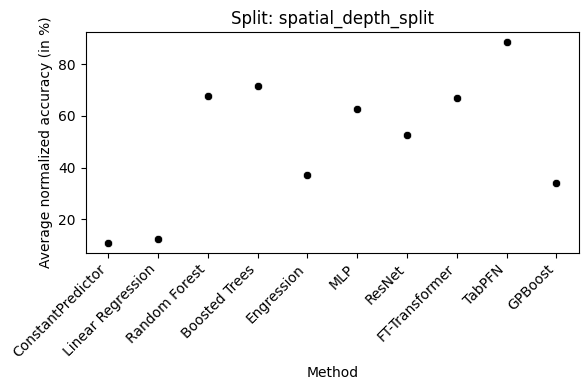 Split: spatial_depth_split
Average normalized accuracy (in %)
80
60
40
20
ConstantPredictor
Linear Regression
Random Forest
Boosted Trees
Engression
MLP
ResNet
FT-Transformer
TabPFN
GPBoost
Method